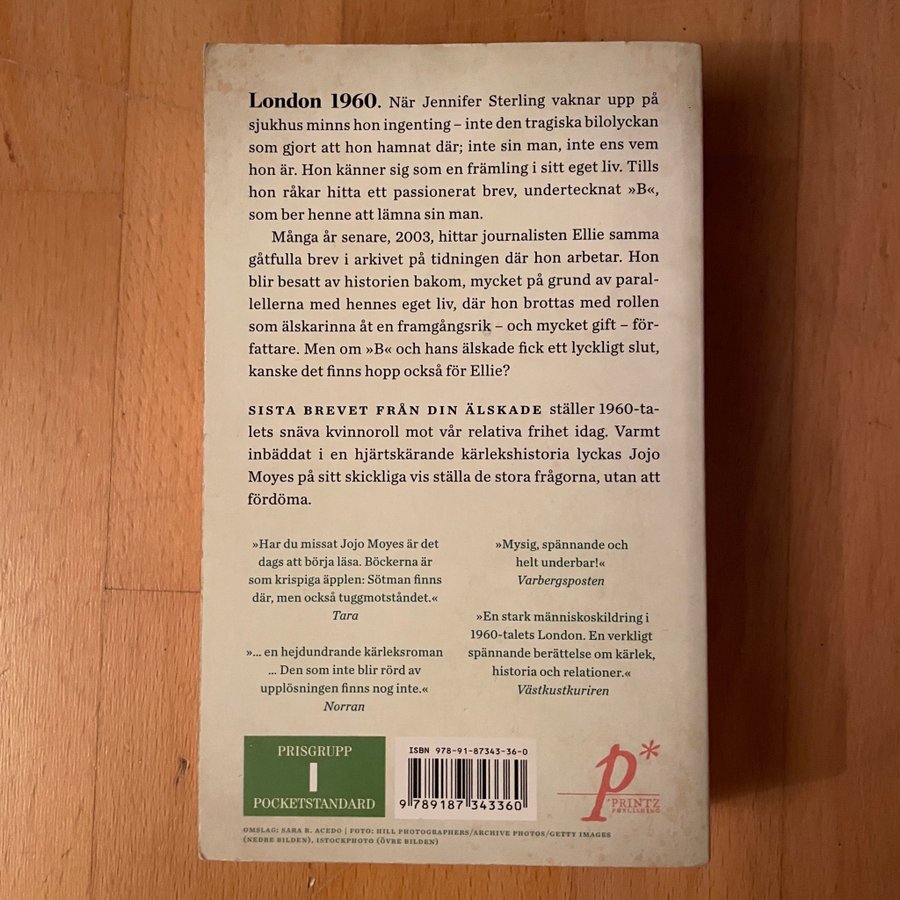 London 1960. När Jennifer Sterling vaknar upp på
sjukhus minns hon ingenting – inte den tragiska bilolyckan
som gjort att hon hamnat där; inte sin man, inte ens vem
hon är. Hon känner sig som en främling i sitt eget liv. Tills
hon råkar hitta ett passionerat brev, undertecknat »B«,
som ber henne att lämna sin man.
Många år senare, 2003, hittar journalisten Ellie samma
gåtfulla brev i arkivet på tidningen där hon arbetar. Hon
blir besatt av historien bakom, mycket på grund av paral-
lellerna med hennes eget liv, där hon brottas med rollen
som älskarinna åt en framgångsrik – och mycket gift – för-
fattare. Men om »B« och hans älskade fick ett lyckligt slut,
kanske det finns hopp också för Ellie?
SISTA BREVET FRÅN DIN ÄLSKADE ställer 1960-ta-
lets snäva kvinnoroll mot vår relativa frihet idag. Varmt
inbäddat i en hjärtskärande kärlekshistoria lyckas Jojo
Moyes på sitt skickliga vis ställa de stora frågorna, utan att
fördöma.
»Har du missat Jojo Moyes är det
dags att börja läsa. Böckerna är
som krispiga äpplen: Sötman finns
där, men också tuggmotståndet.«
Tara
»... en hejdundrande kärleksroman
... Den som inte blir rörd av
upplösningen finns nog inte.«
Norran
»Mysig, spännande och
helt underbar!«
Varbergsposten
»En stark människoskildring i
1960-talets London. En verkligt
spännande berättelse om kärlek,
historia och relationer.«
Västkustkuriren
PRISGRUPP
I
POCKETSTANDARD
ISBN 978-91-87343-36-0
9 789187 343360
p*
PRINTZ
PUBLISHING
OMSLAG: SARA R. ACEDO | FOTO: HILL PHOTOGRAPHERS/ARCHIVE PHOTOS/GETTY IMAGES
(NEDRE BILDEN), ISTOCKPHOTO (ÖVRE BILDEN)